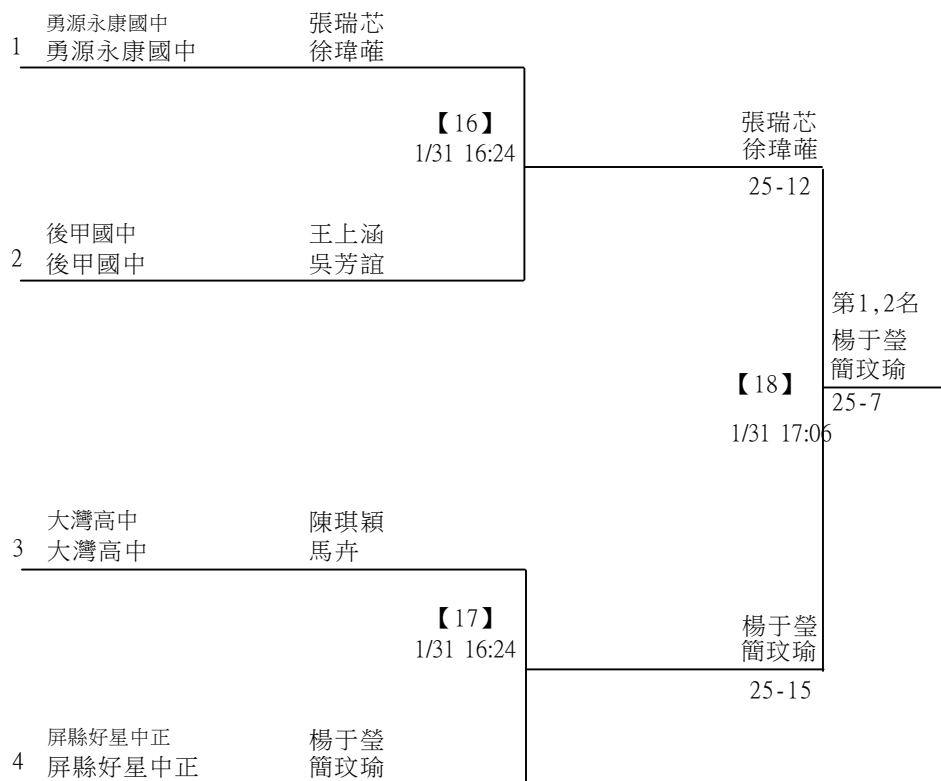 勇源永康國中 張瑞芯
1 勇源永康國中 徐瑋蓷
【16】
1/31 16:24
張瑞芯
徐瑋蓷
25-12
後甲國中 王上涵
2 後甲國中 吳芳誼
第1,2名
楊于瑩
簡玟瑜
【18】
25-7
1/31 17:06
大灣高中 陳琪穎
3 大灣高中 馬卉
【17】
1/31 16:24
楊于瑩
簡玟瑜
25-15
屏縣好星中正 楊于瑩
4 屏縣好星中正 簡玟瑜